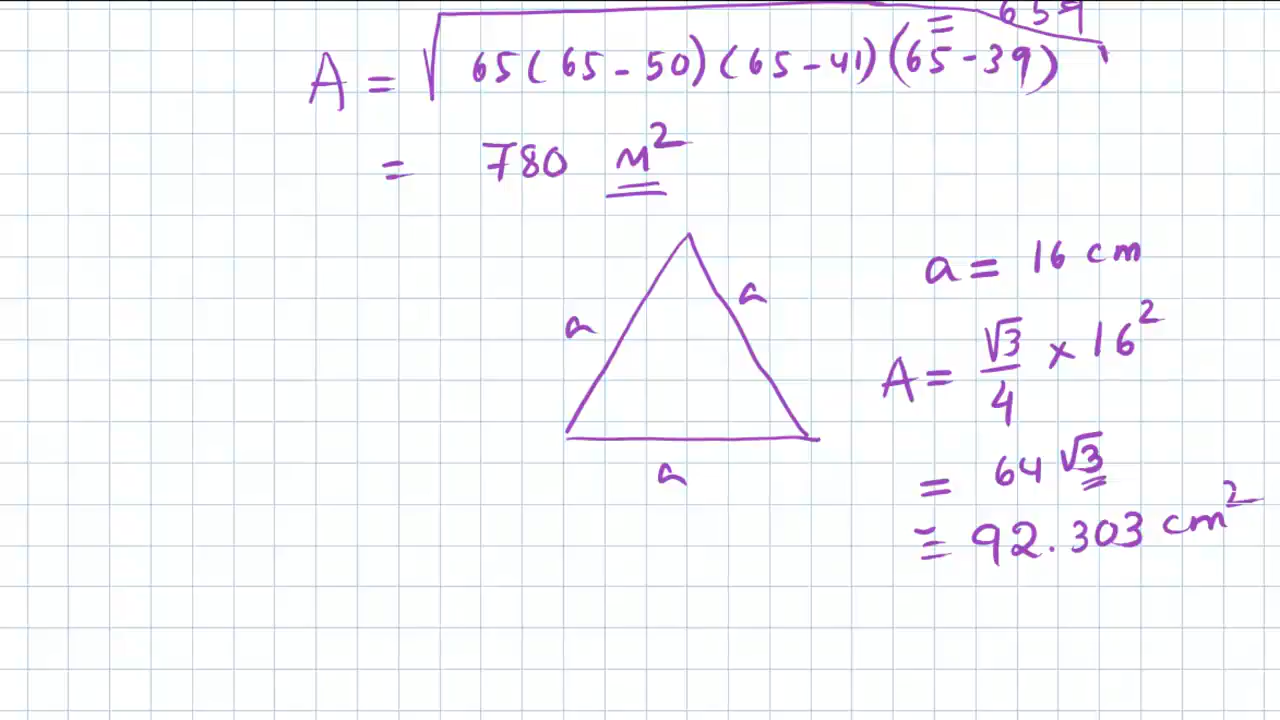 659
A = √65(65-50)(65-41)(65-39)
= 780 m²
a = 16 cm
a
a
A = √3/4 × 16²
a
= 64√3
= 92.303 cm²